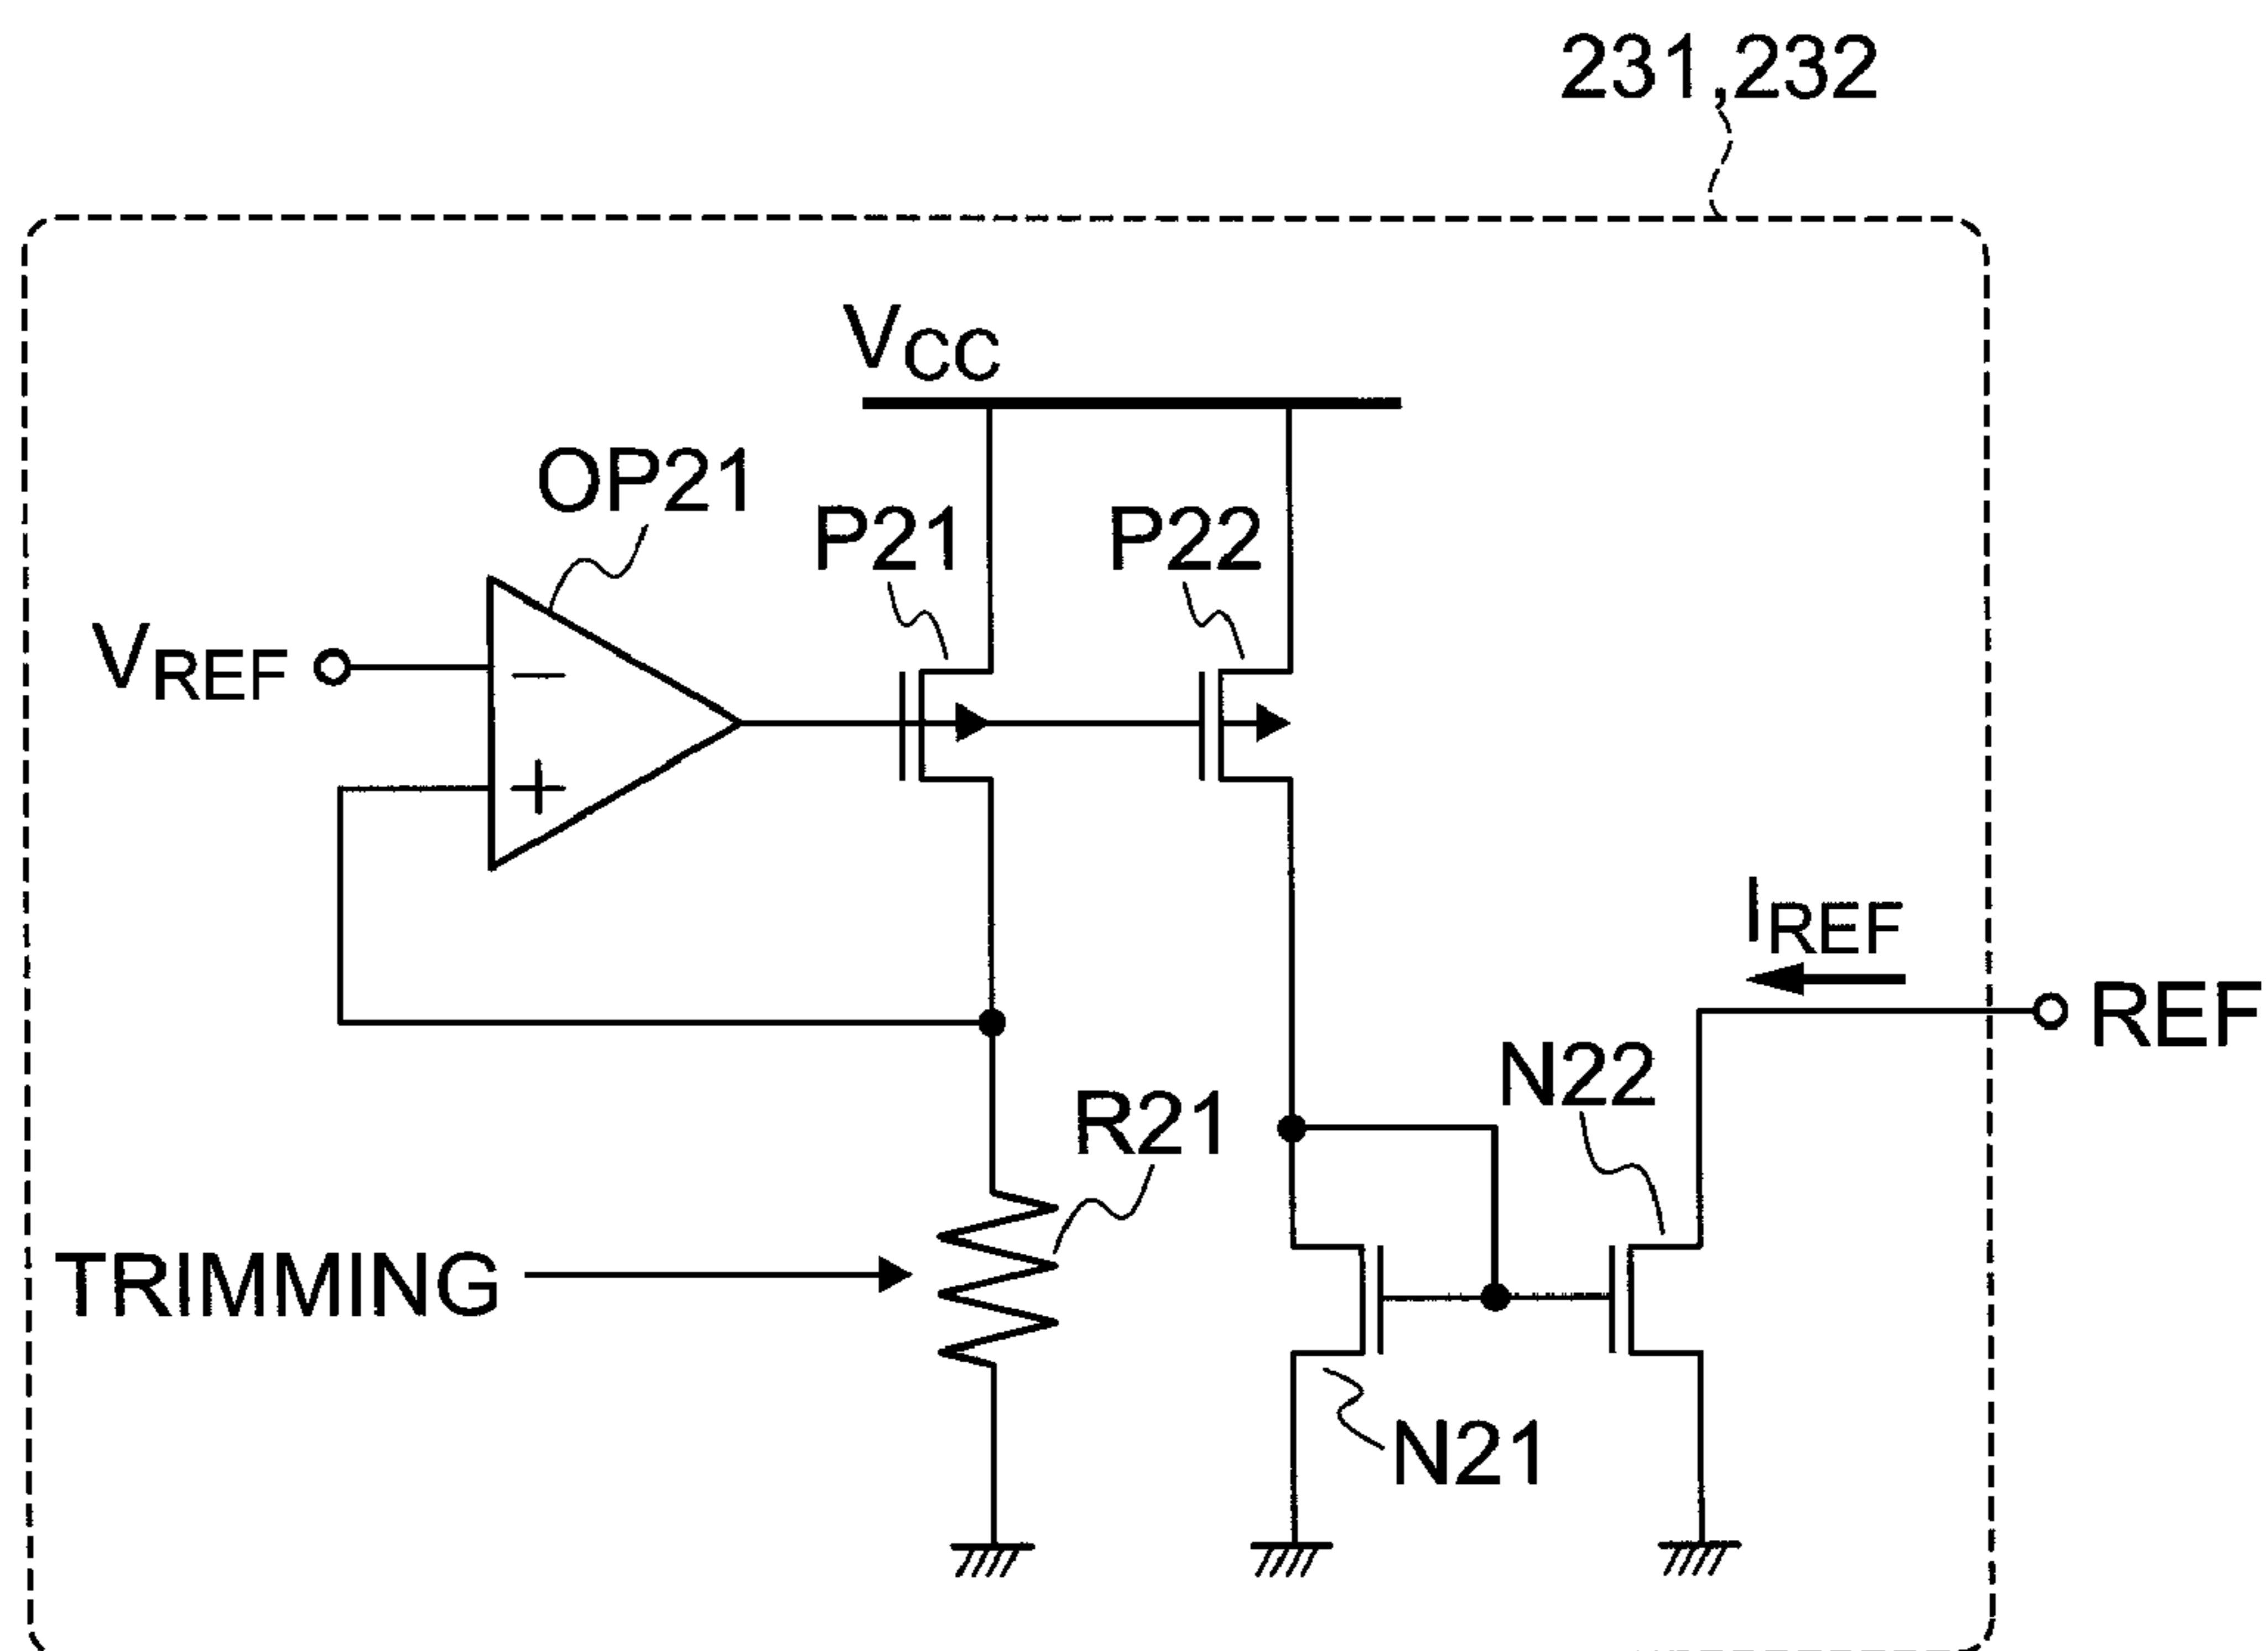 231,232
VCC
OP21
P21
P22
VREF
−
+
IREF
REF
N22
R21
TRIMMING
N21